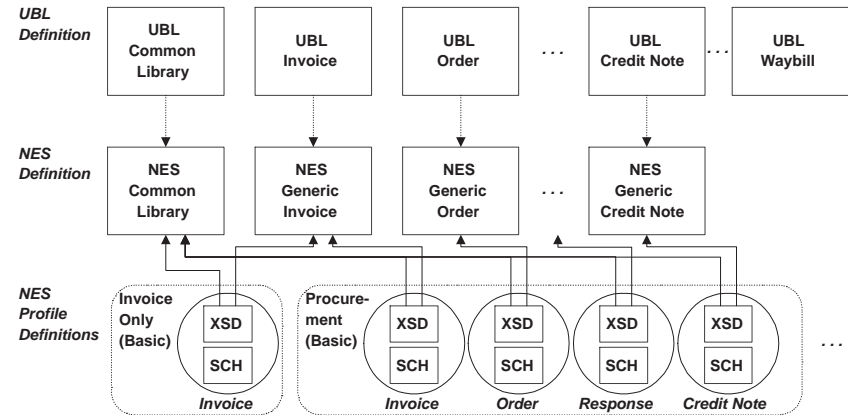 UBL
Definition
UBL
Common
Library
UBL
Invoice
UBL
Order
...
UBL
Credit Note
...
UBL
Waybill
NES
Definition
NES
Common
Library
NES
Generic
Invoice
NES
Generic
Order
...
NES
Generic
Credit Note
NES
Profile
Definitions
Invoice
Only
(Basic)
XSD
SCH
Invoice
Procure-
ment (Basic)
XSD
SCH
Invoice
XSD
SCH
Order
XSD
SCH
Response
XSD
SCH
Credit Note
...